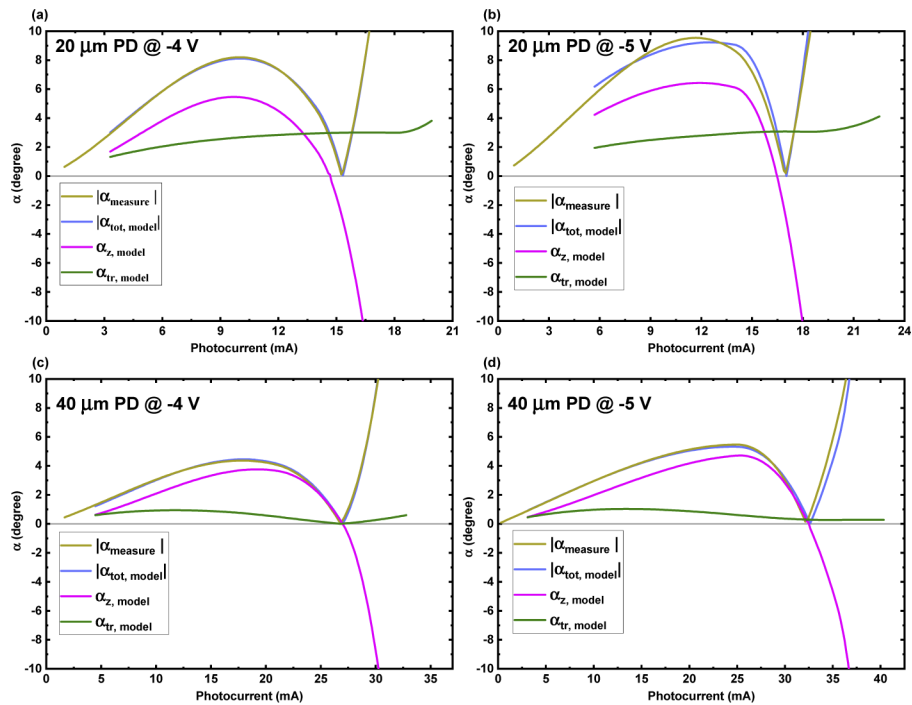 (a)
20 μm PD @ -4 V
α (degree)
10
8
6
4
2
0
-2
-4
-6
-8
-10
|αmeasure |
|αtot, model|
αz, model
αtr, model
0 3 6 9 12 15 18 21
Photocurrent (mA)
(b)
20 μm PD @ -5 V
α (degree)
10
8
6
4
2
0
-2
-4
-6
-8
-10
|αmeasure |
|αtot, model|
αz, model
αtr, model
0 3 6 9 12 15 18 21 24
Photocurrent (mA)
(c)
40 μm PD @ -4 V
α (degree)
10
8
6
4
2
0
-2
-4
-6
-8
-10
|αmeasure |
|αtot, model|
αz, model
αtr, model
0 5 10 15 20 25 30 35
Photocurrent (mA)
(d)
40 μm PD @ -5 V
α (degree)
10
8
6
4
2
0
-2
-4
-6
-8
-10
|αmeasure |
|αtot, model|
αz, model
αtr, model
0 5 10 15 20 25 30 35 40
Photocurrent (mA)